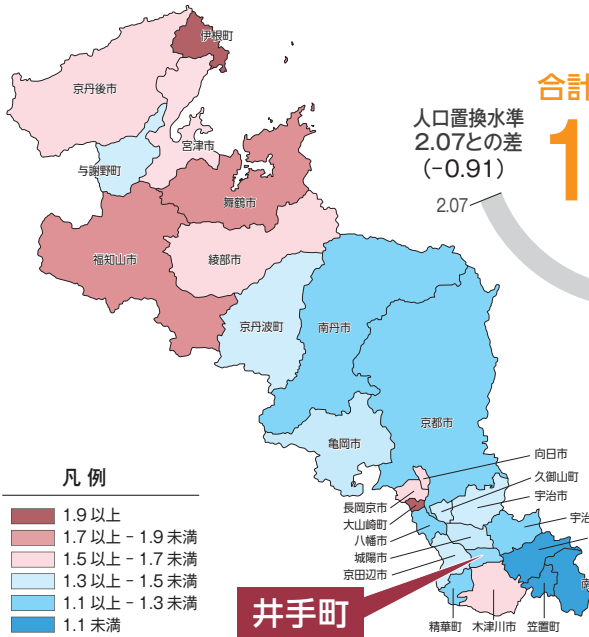 伊根町
京丹後市
宮津市
与謝野町
舞鶴市
福知山市
綾部市
京丹波町
南丹市
京都市
亀岡市
合計
1
人口置換水準
2.07との差
(-0.91)
2.07
向日市
久御山町
宇治市
長岡京市
大山崎町
八幡市
城陽市
京田辺市
宇治
南
井手町
精華町
木津川市
笠置町
凡例
1.9以上
1.7以上 - 1.9未満
1.5以上 - 1.7未満
1.3以上 - 1.5未満
1.1以上 - 1.3未満
1.1未満